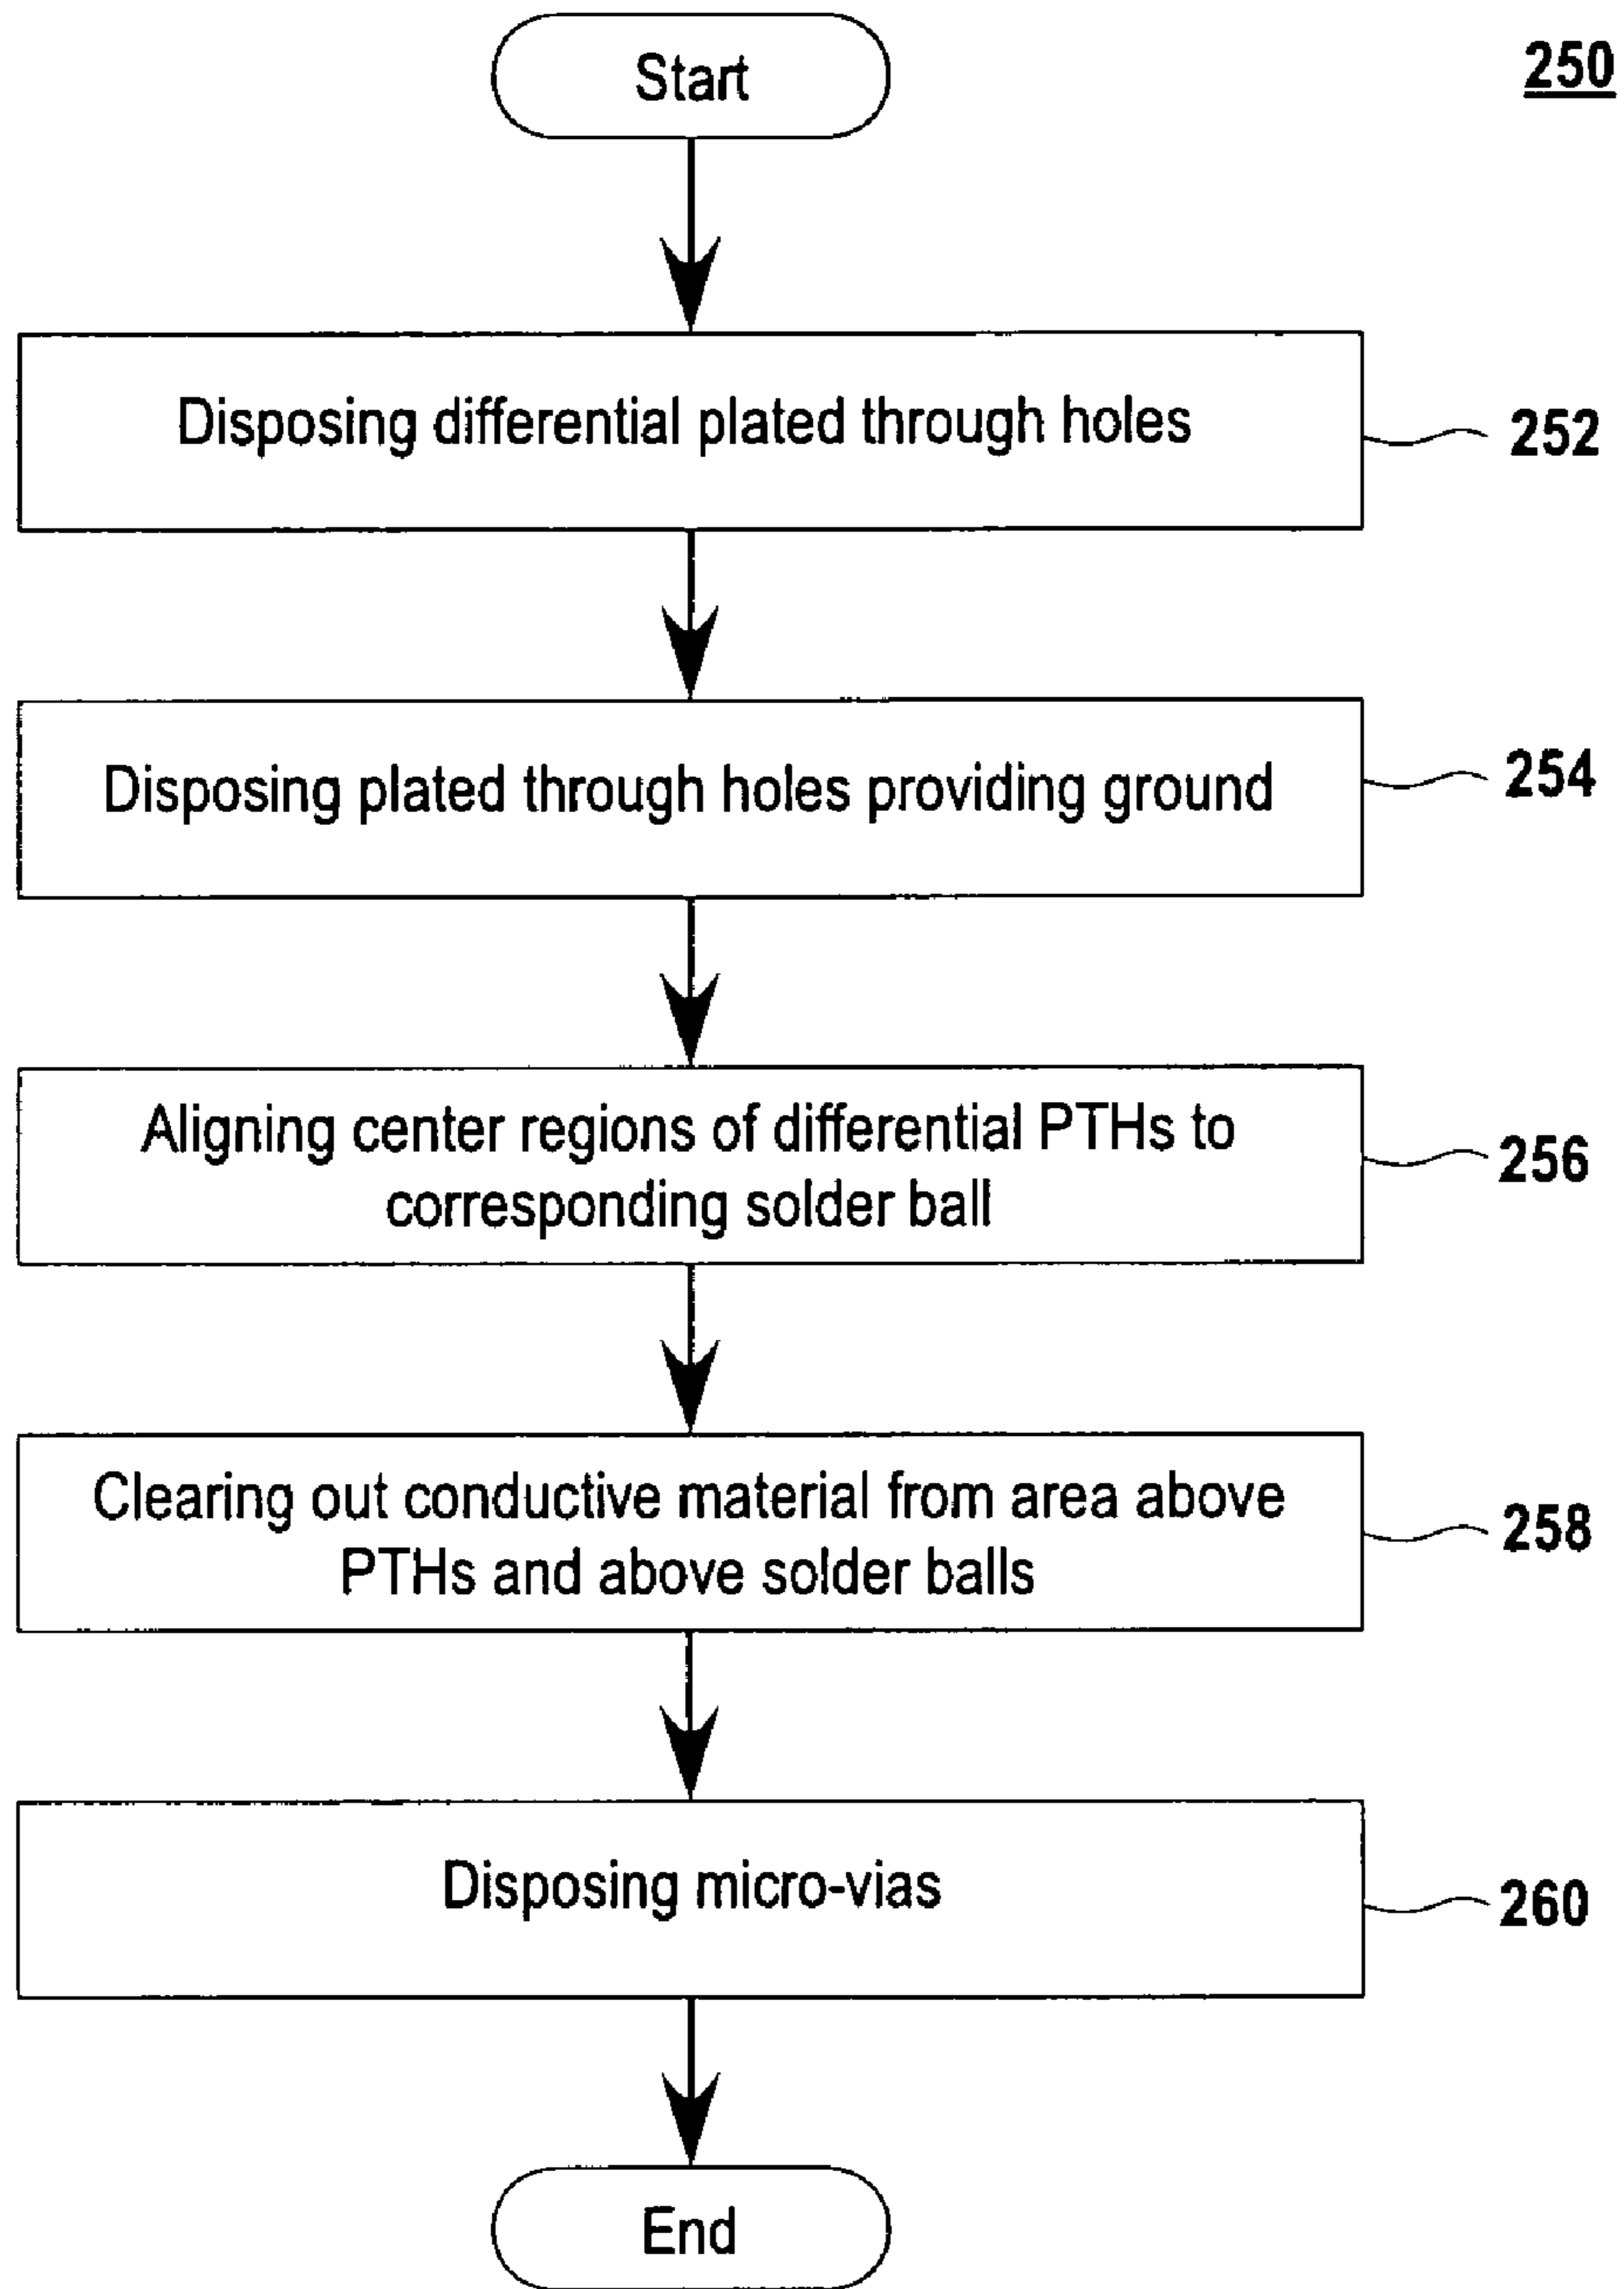 250
Start
Disposing differential plated through holes
252
Disposing plated through holes providing ground
254
Aligning center regions of differential PTHs to
corresponding solder ball
256
Clearing out conductive material from area above
PTHs and above solder balls
258
Disposing micro-vias
260
End